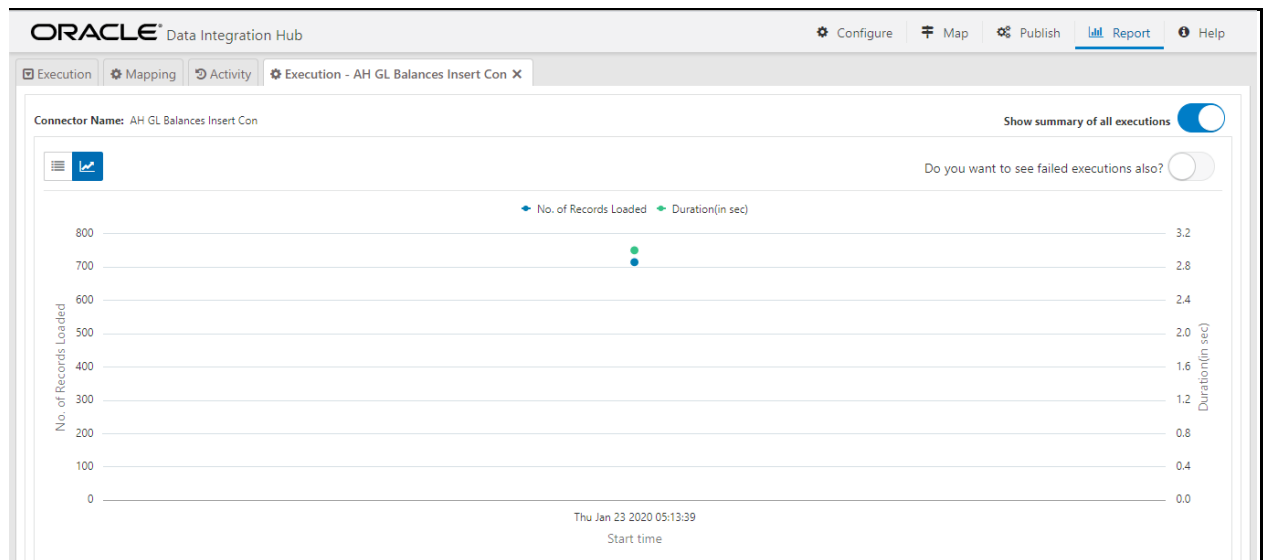 ORACLE® Data Integration Hub
Configure Map Publish Report Help
Execution Mapping Activity Execution - AH GL Balances Insert Con X
Connector Name: AH GL Balances Insert Con
Show summary of all executions
Do you want to see failed executions also?
No. of Records Loaded Duration(in sec)
800 3.2
700 2.8
600 2.4
500 2.0
400 1.6
300 1.2
200 0.8
100 0.4
0 0.0
No. of Records Loaded
Duration(in sec)
Thu Jan 23 2020 05:13:39
Start time